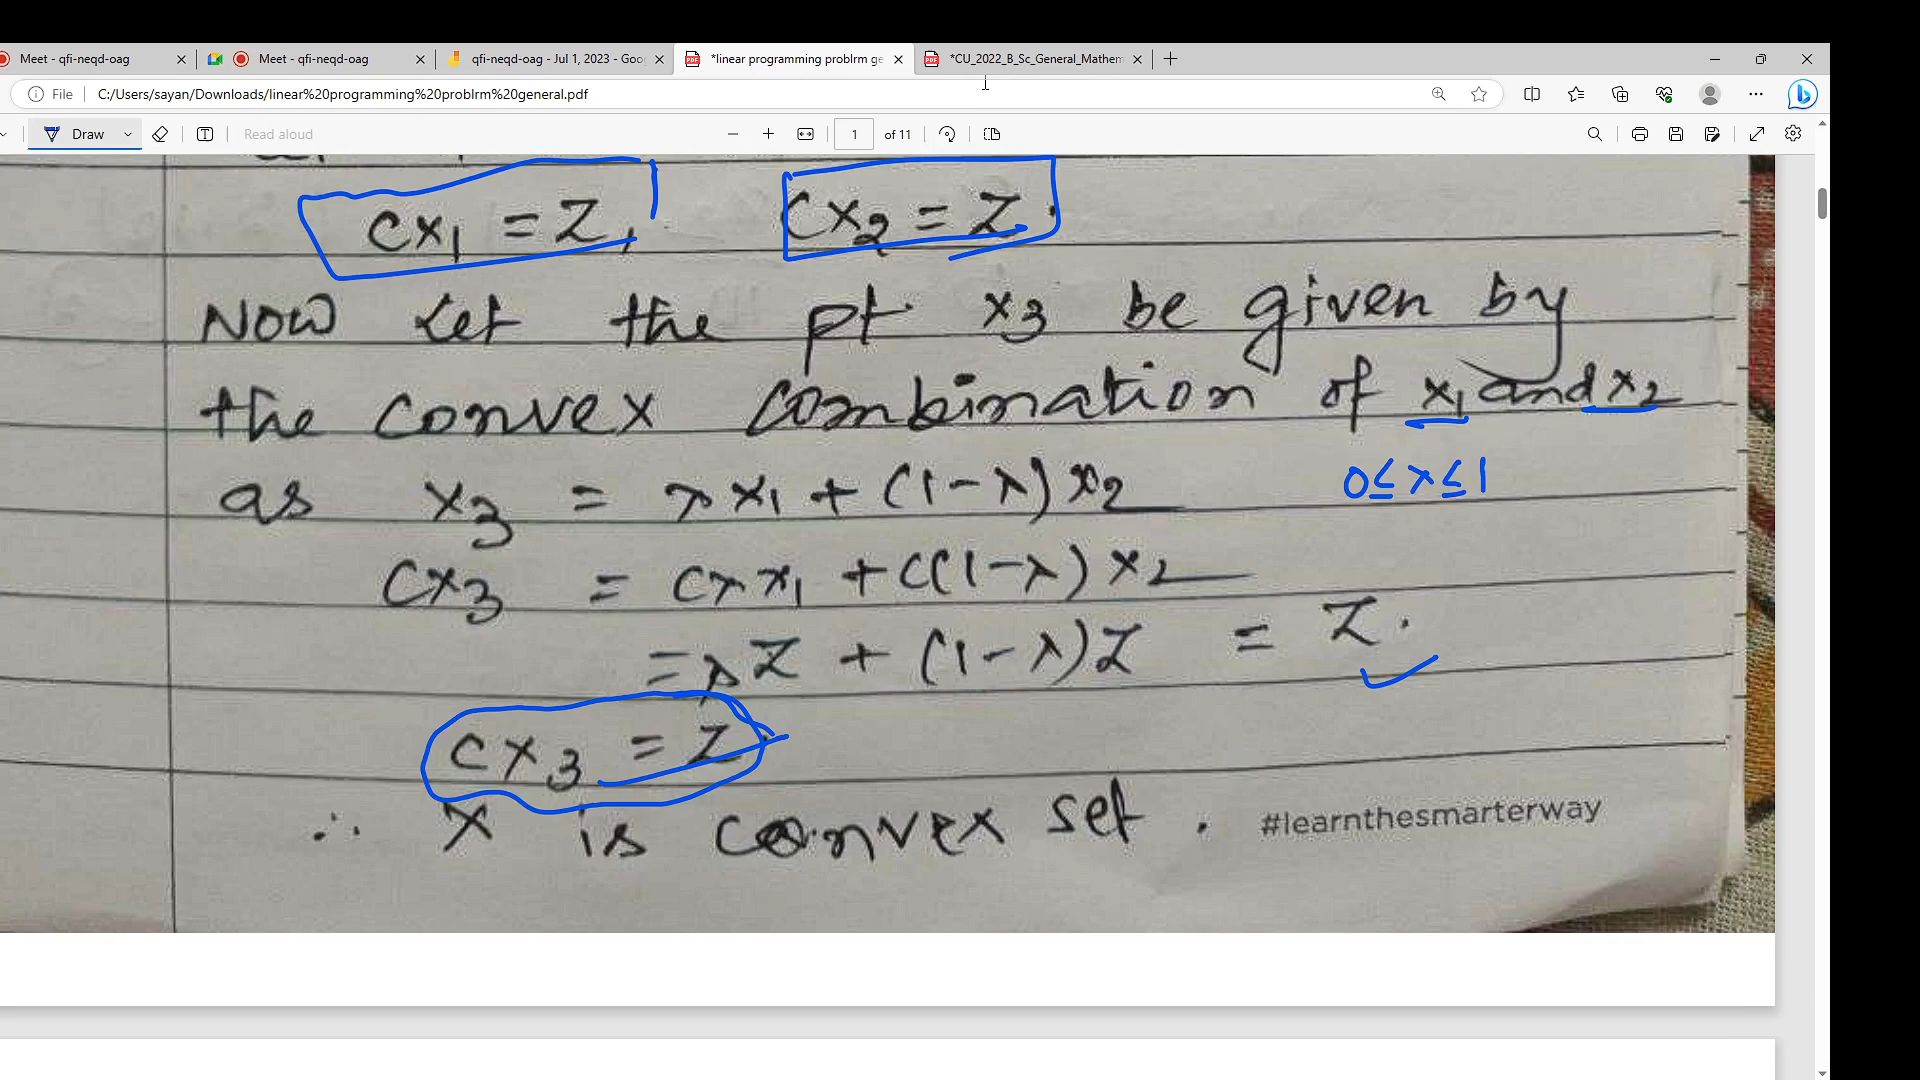 Meet - qfi-neqd-oag
Meet - qfi-neqd-oag
qfi-neqd-oag - Jul 1, 2023 - Goo
*linear programming problrm ge
*CU_2022_B_Sc_General_Mathem
File
C:/Users/sayan/Downloads/linear%20programming%20problrm%20general.pdf
Draw
Read aloud
1 of 11
Cx₁ = Z, Cx₂ = Z.
Now let the pt x₃ be given by
the convex combination of x₁ and x₂
as x₃ = λx₁ + (1-λ)x₂ 0≤λ≤1
Cx₃ = Cλx₁ + C(1-λ)x₂
= λZ + (1-λ)Z = Z.
Cx₃ = Z.
∴ X is convex set.
#learnthesmarterway